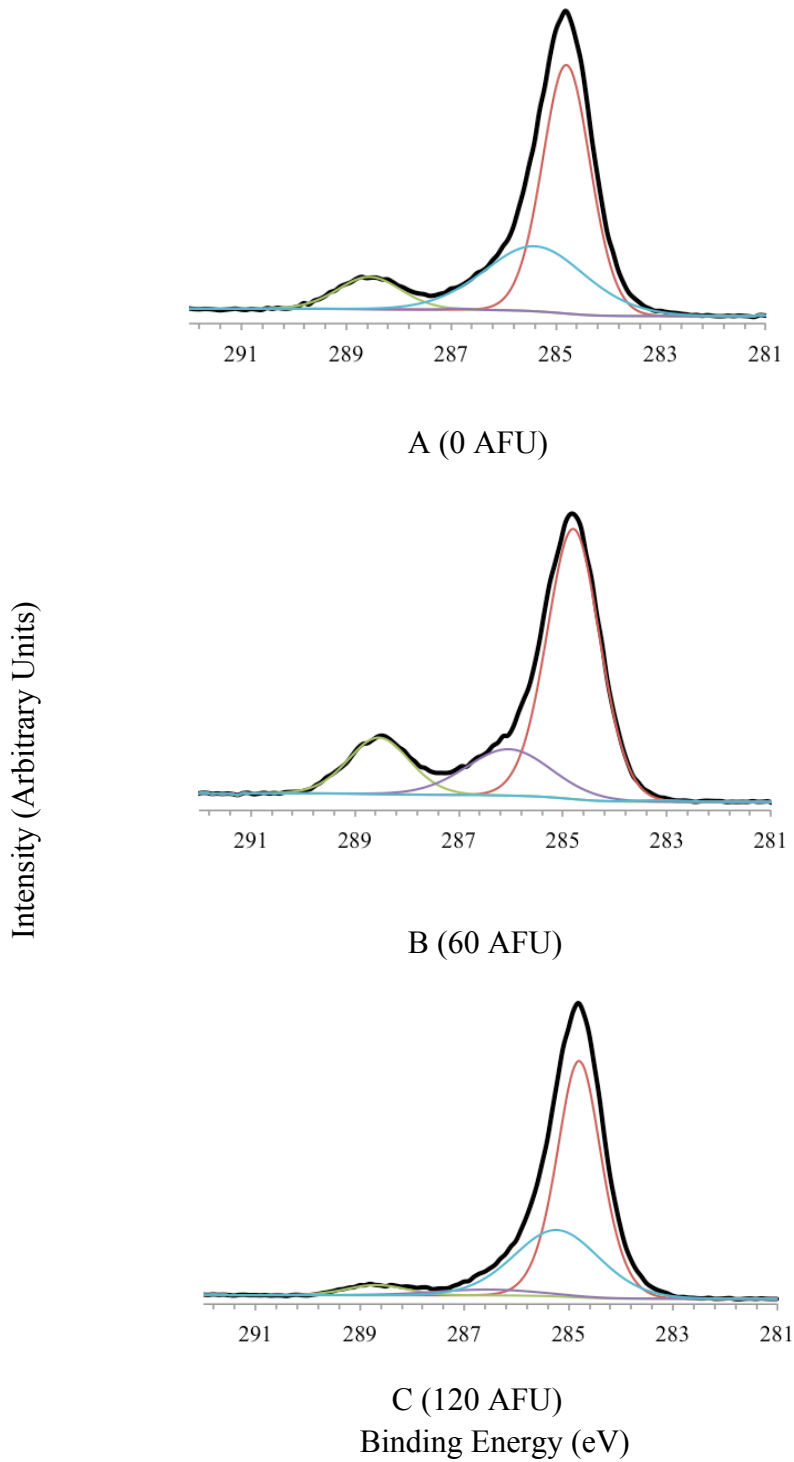 291 289 287 285 283 281
A (0 AFU)
291 289 287 285 283 281
B (60 AFU)
Intensity (Arbitrary Units)
291 289 287 285 283 281
C (120 AFU)
Binding Energy (eV)